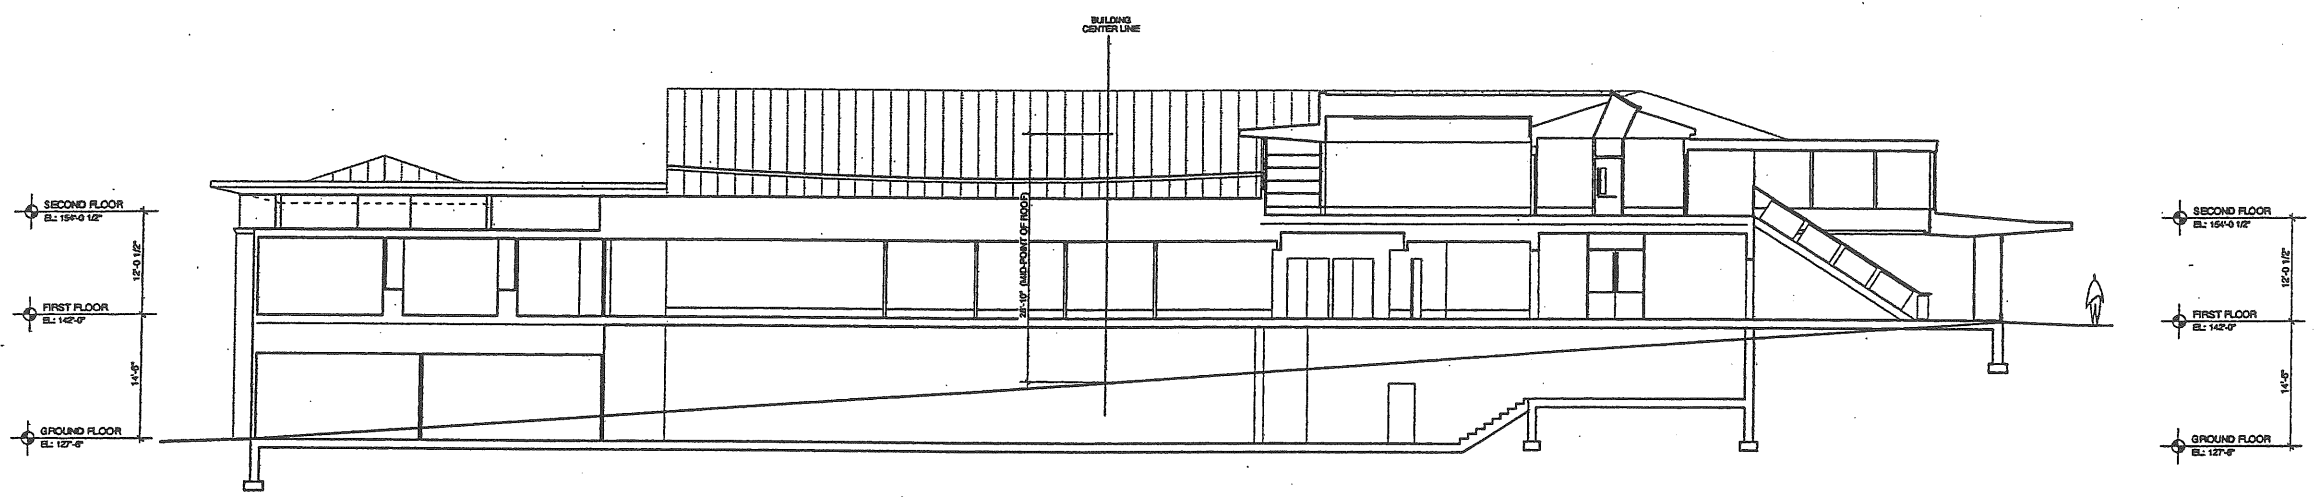 BUILDING
CENTER LINE
SECOND FLOOR
EL: 154'-0 1/2"
12'-0 1/2"
FIRST FLOOR
EL: 142'-0"
14'-6"
GROUND FLOOR
EL: 127'-6"
28'-10" (MID-POINT OF ROOF)
SECOND FLOOR
EL: 154'-0 1/2"
12'-0 1/2"
FIRST FLOOR
EL: 142'-0"
14'-6"
GROUND FLOOR
EL: 127'-6"